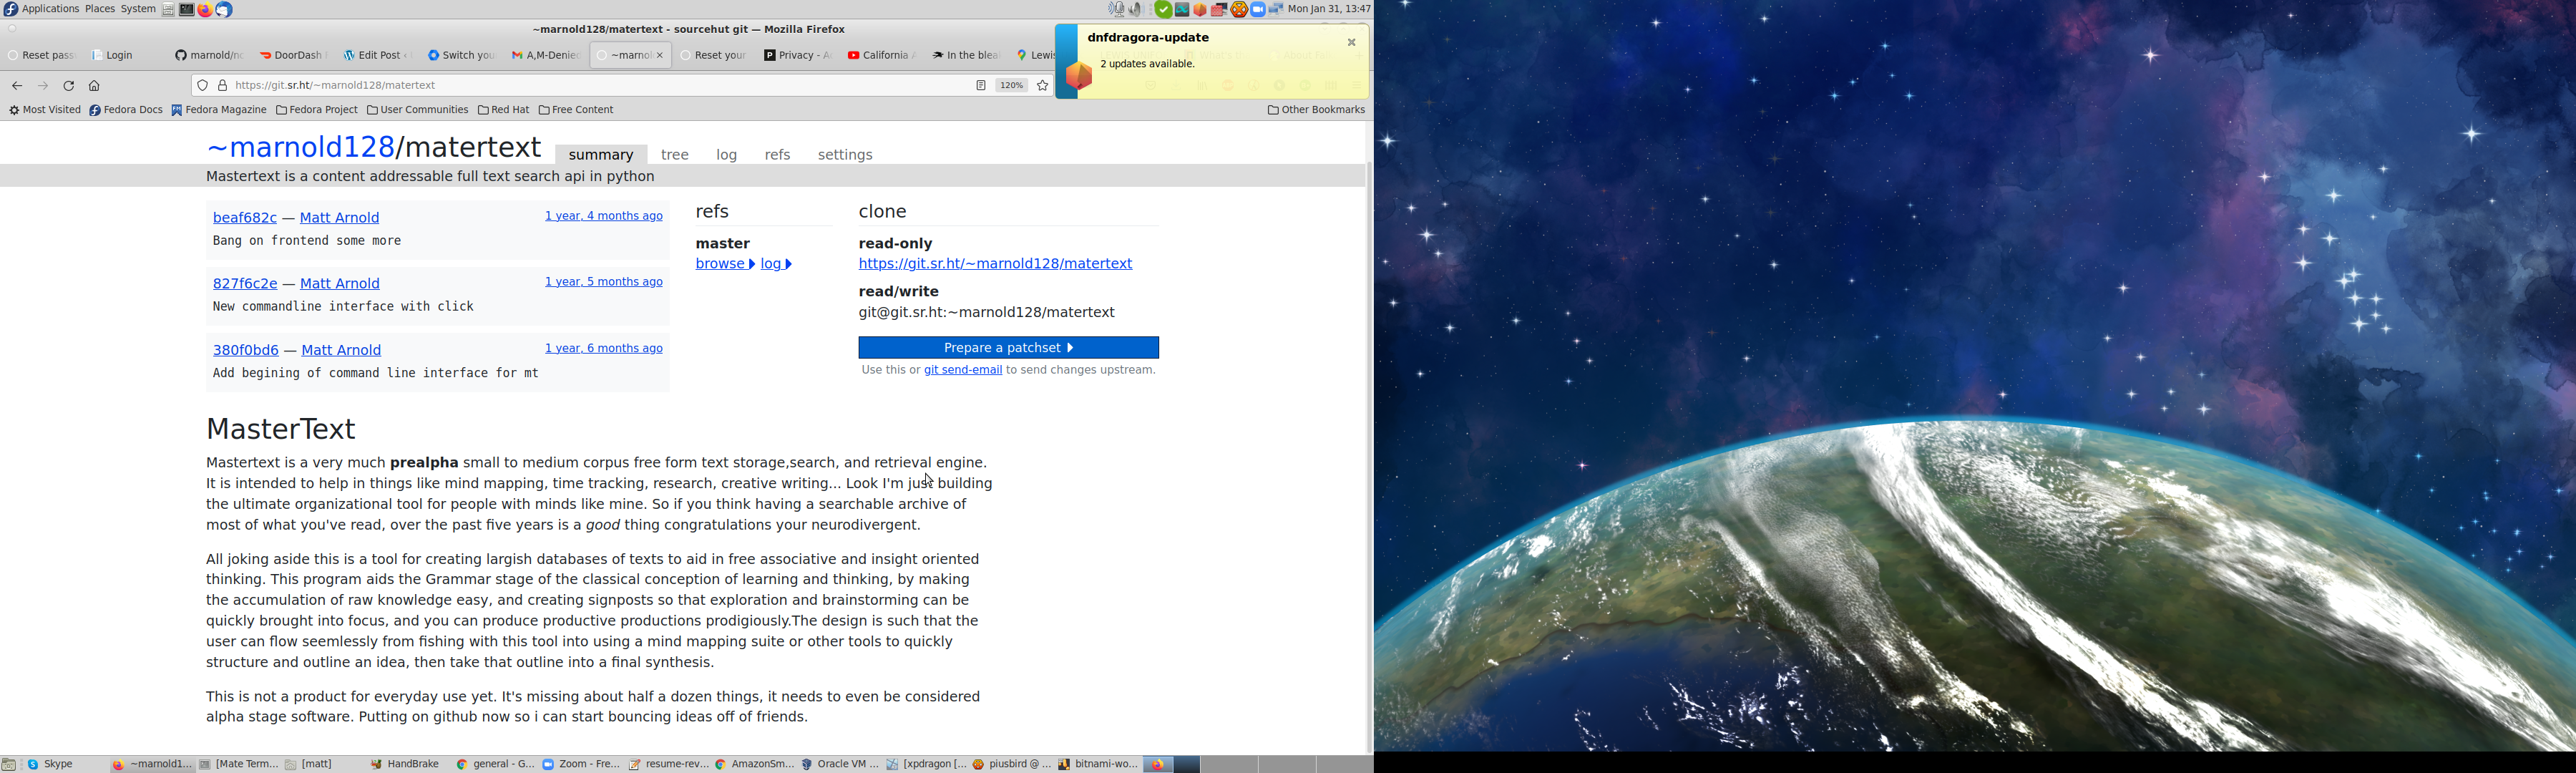 Applications Places System Mon Jan 31, 13:47
~marnold128/matertext - sourcehut git — Mozilla Firefox
dnfdragora-update
2 updates available.
Reset pass Login marnold/no DoorDash Edit Post Switch you A,M-Denied ~marnol Reset your Privacy - A California In the blea Lewis
https://git.sr.ht/~marnold128/matertext 120%
Most Visited Fedora Docs Fedora Magazine Fedora Project User Communities Red Hat Free Content Other Bookmarks
~marnold128/matertext summary tree log refs settings
Mastertext is a content addressable full text search api in python
beaf682c — Matt Arnold 1 year, 4 months ago
Bang on frontend some more
827f6c2e — Matt Arnold 1 year, 5 months ago
New commandline interface with click
380f0bd6 — Matt Arnold 1 year, 6 months ago
Add begining of command line interface for mt
refs
master
browse log
clone
read-only
https://git.sr.ht/~marnold128/matertext
read/write
git@git.sr.ht:~marnold128/matertext
Prepare a patchset
Use this or git send-email to send changes upstream.
MasterText
Mastertext is a very much prealpha small to medium corpus free form text storage,search, and retrieval engine.
It is intended to help in things like mind mapping, time tracking, research, creative writing... Look I'm just building
the ultimate organizational tool for people with minds like mine. So if you think having a searchable archive of
most of what you've read, over the past five years is a good thing congratulations your neurodivergent.
All joking aside this is a tool for creating largish databases of texts to aid in free associative and insight oriented
thinking. This program aids the Grammar stage of the classical conception of learning and thinking, by making
the accumulation of raw knowledge easy, and creating signposts so that exploration and brainstorming can be
quickly brought into focus, and you can produce productive productions prodigiously.The design is such that the
user can flow seemlessly from fishing with this tool into using a mind mapping suite or other tools to quickly
structure and outline an idea, then take that outline into a final synthesis.
This is not a product for everyday use yet. It's missing about half a dozen things, it needs to even be considered
alpha stage software. Putting on github now so i can start bouncing ideas off of friends.
Skype ~marnold1... [Mate Term... [matt] HandBrake general - G... Zoom - Fre... resume-rev... AmazonSm... Oracle VM ... [xpdragon [... piusbird @ ... bitnami-wo...